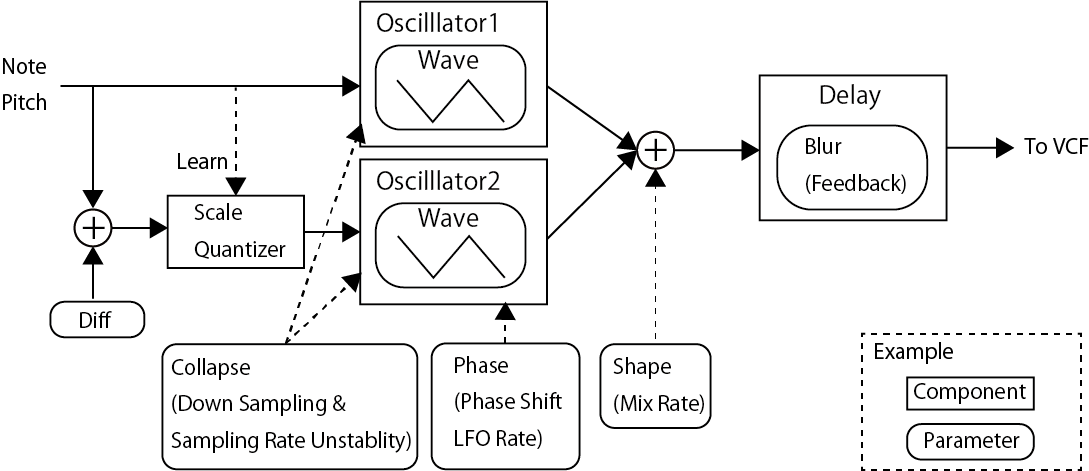 Oscilllator1
Wave
Note
Pitch
Delay
Blur
(Feedback)
To VCF
Learn
Oscilllator2
Wave
Scale
Quantizer
Diff
Collapse
(Down Sampling &
Sampling Rate Unstablity)
Phase
(Phase Shift
LFO Rate)
Shape
(Mix Rate)
Example
Component
Parameter